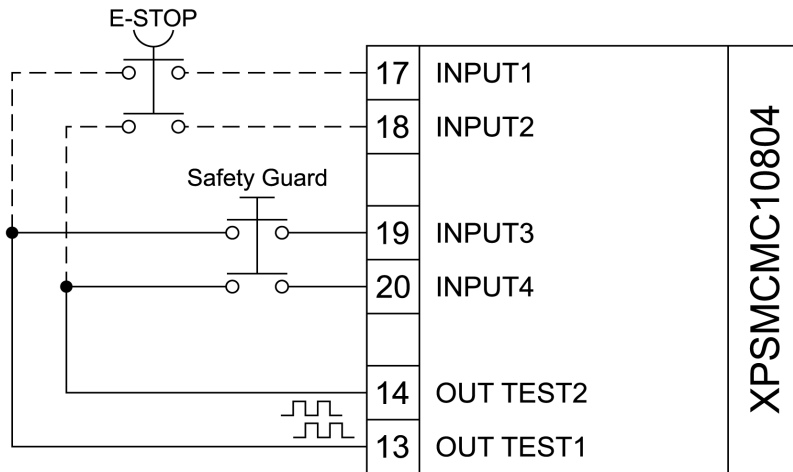 E-STOP
17 INPUT1
18 INPUT2
Safety Guard
19 INPUT3
20 INPUT4
14 OUT TEST2
13 OUT TEST1
XPSMCMC10804